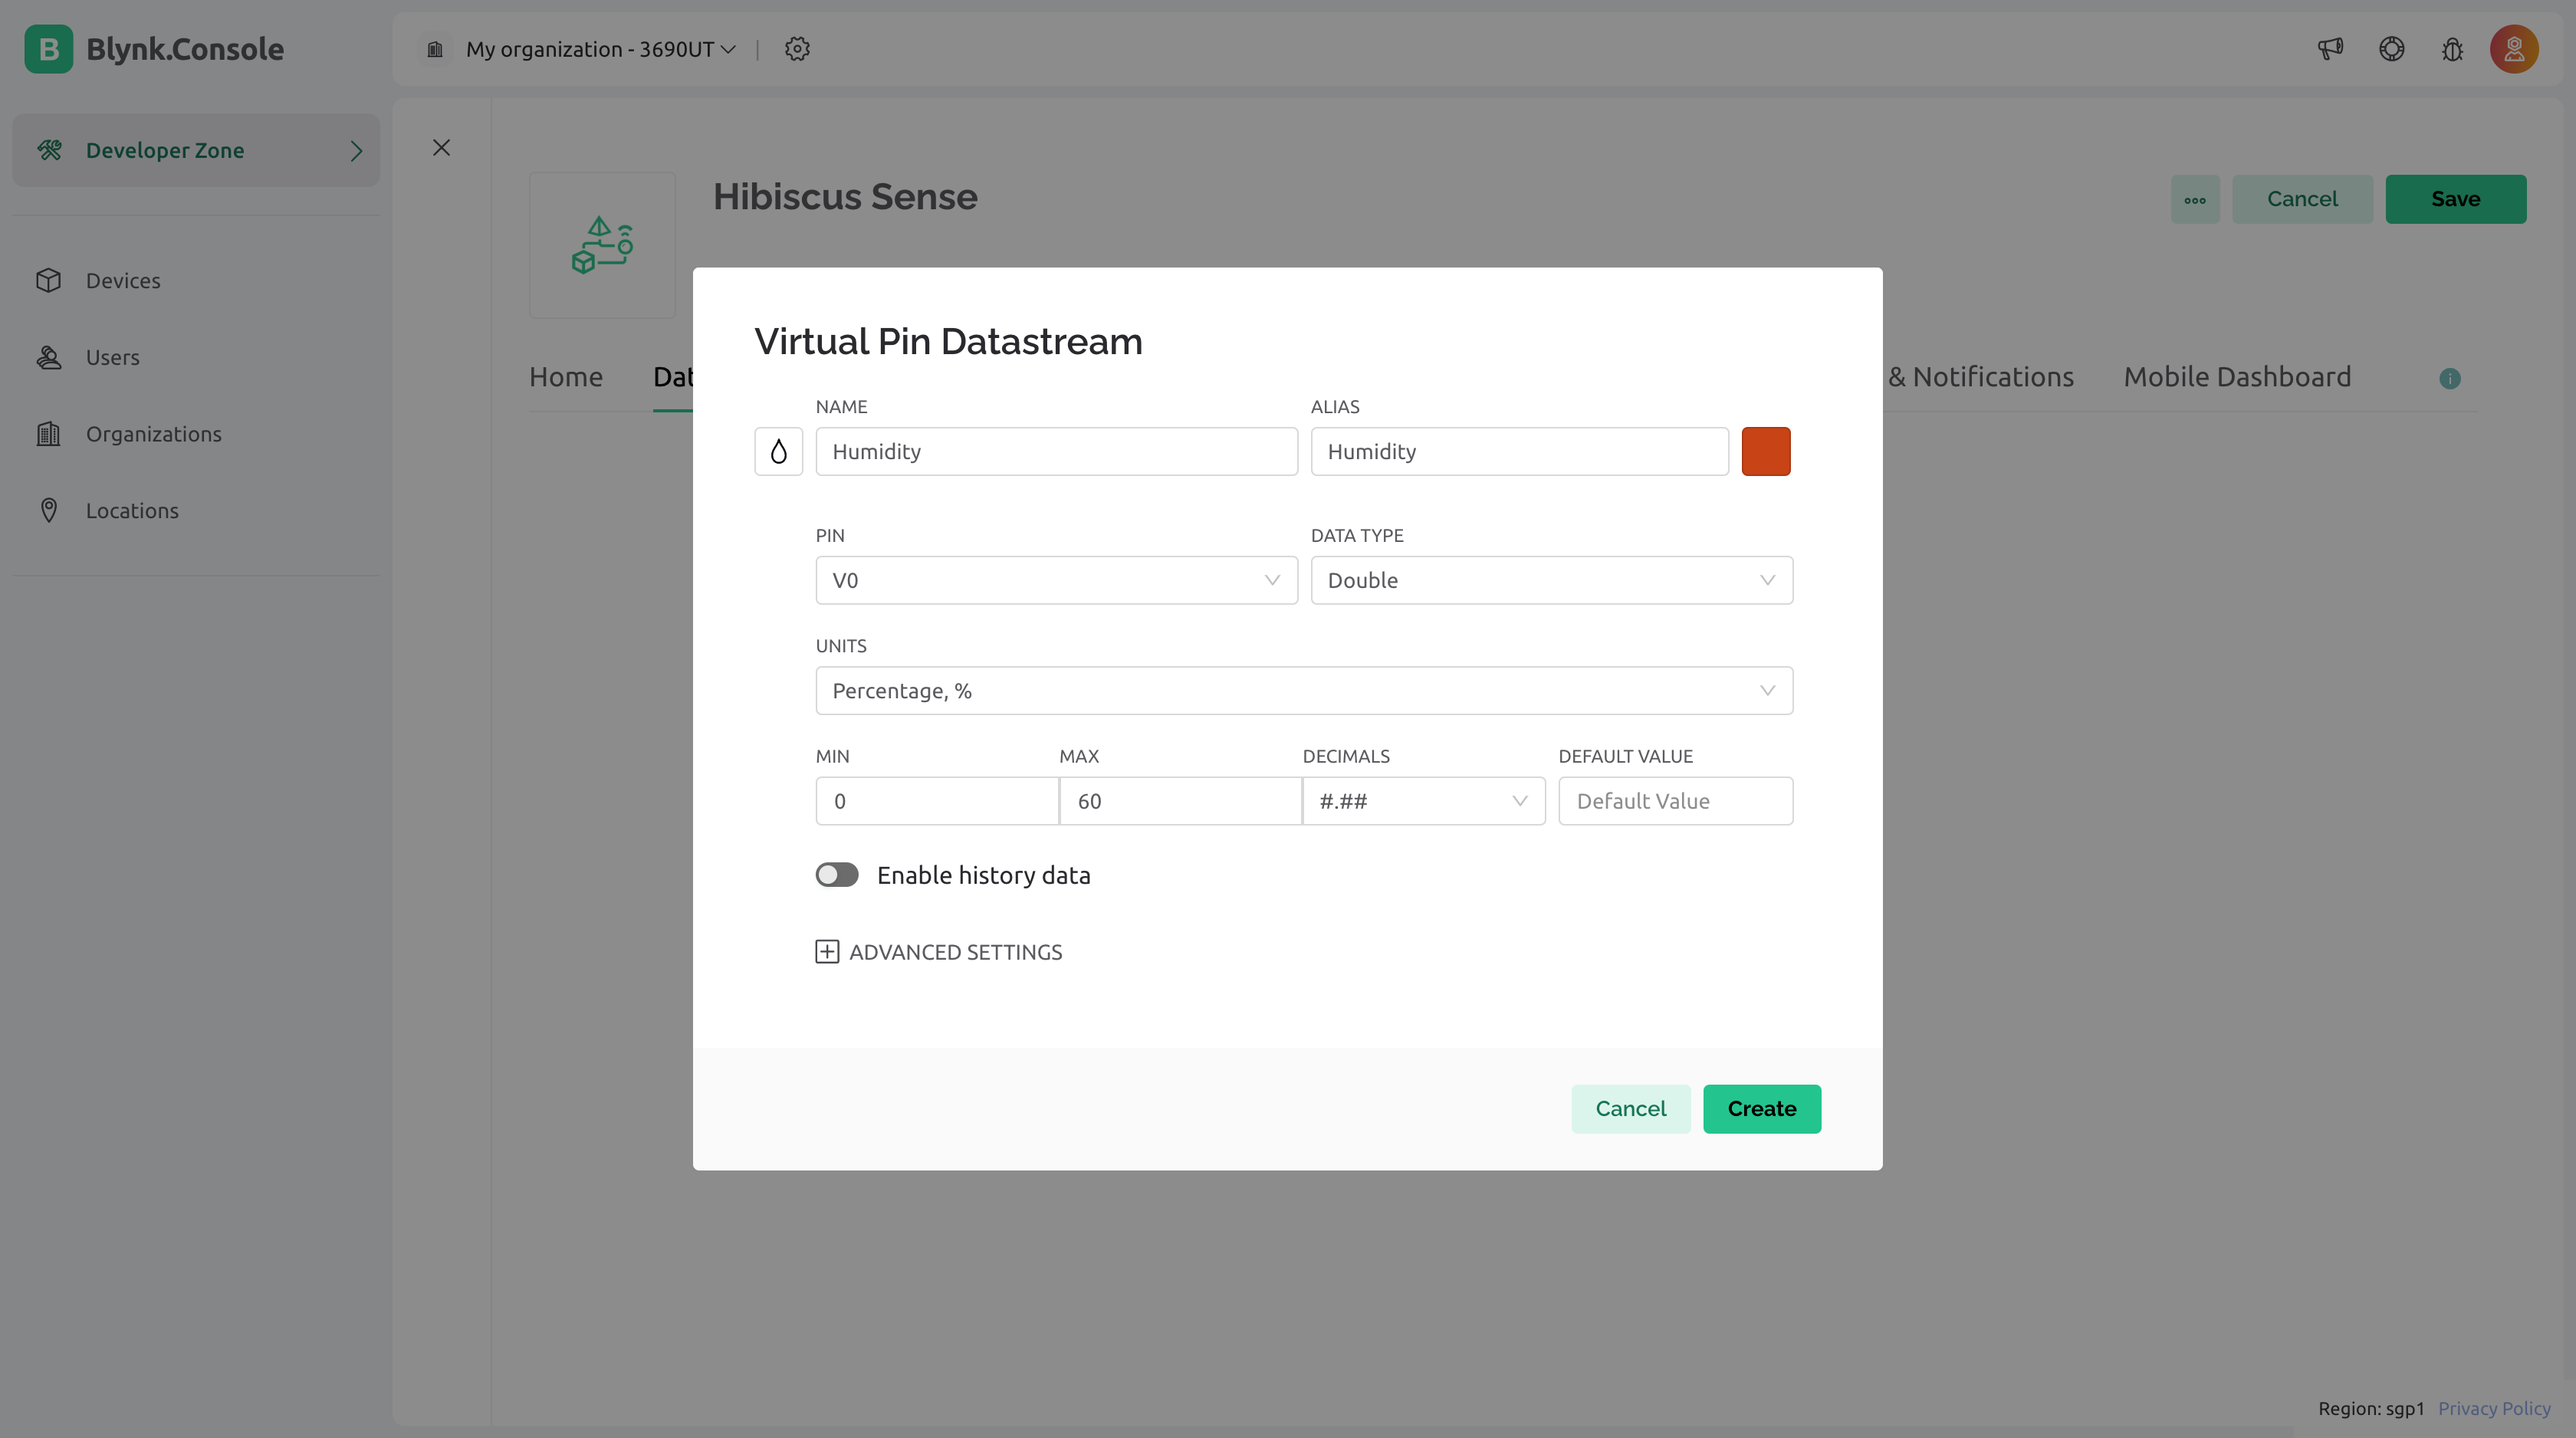 B Blynk.Console
My organization - 3690UT
Developer Zone
Devices
Users
Organizations
Locations
Hibiscus Sense
Cancel
Save
Home
Dat
& Notifications
Mobile Dashboard
Virtual Pin Datastream
NAME
ALIAS
Humidity
Humidity
PIN
DATA TYPE
V0
Double
UNITS
Percentage, %
MIN
MAX
DECIMALS
DEFAULT VALUE
0
60
#.##
Default Value
Enable history data
ADVANCED SETTINGS
Cancel
Create
Region: sgp1 Privacy Policy